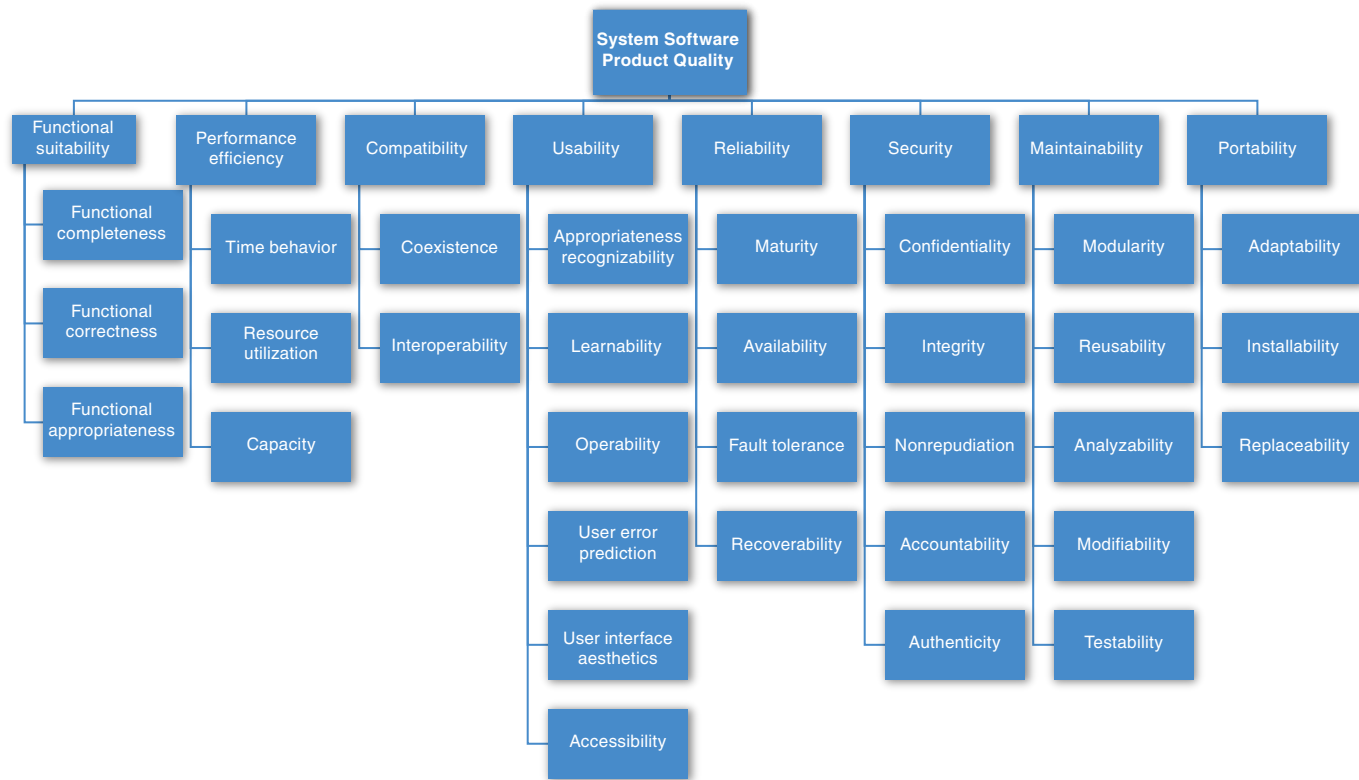 System Software
Product Quality
Functional
suitability
Functional
completeness
Functional
correctness
Functional
appropriateness
Performance
efficiency
Time behavior
Resource
utilization
Capacity
Compatibility
Coexistence
Interoperability
Usability
Appropriateness
recognizability
Learnability
Operability
User error
prediction
User interface
aesthetics
Accessibility
Reliability
Maturity
Availability
Fault tolerance
Recoverability
Security
Confidentiality
Integrity
Nonrepudiation
Accountability
Authenticity
Maintainability
Modularity
Reusability
Analyzability
Modifiability
Testability
Portability
Adaptability
Installability
Replaceability